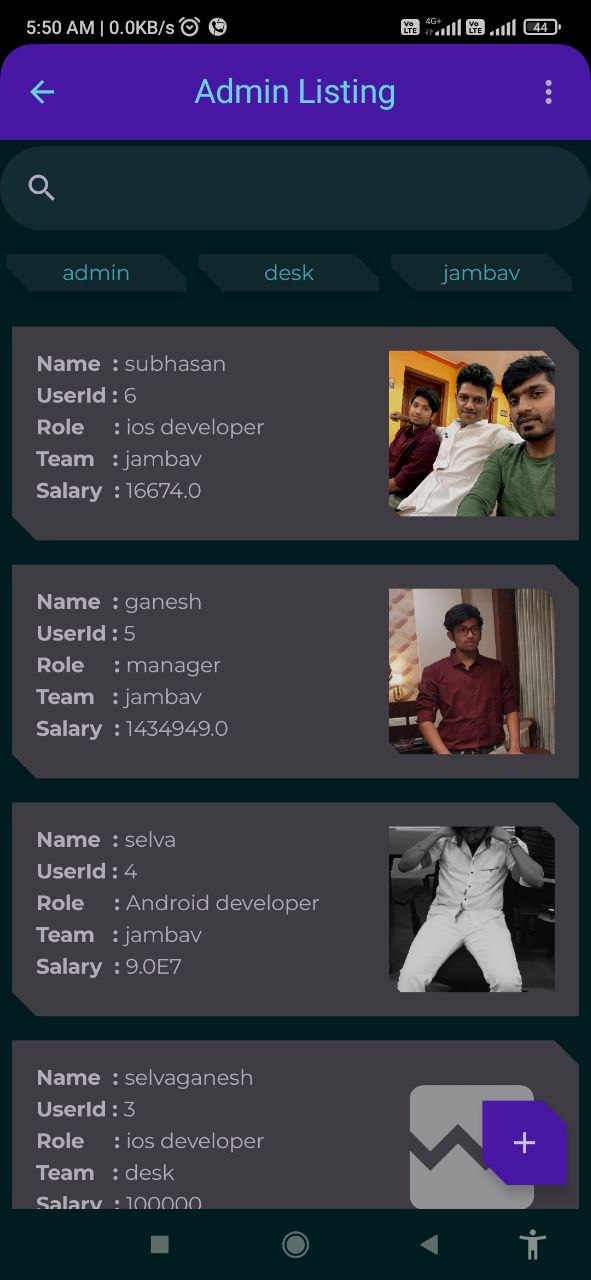 5:50 AM | 0.0KB/s
Vo LTE 4G+ Vo LTE 44
Admin Listing
admin desk jambav
Name : subhasan
UserId : 6
Role : ios developer
Team : jambav
Salary : 16674.0
Name : ganesh
UserId : 5
Role : manager
Team : jambav
Salary : 1434949.0
Name : selva
UserId : 4
Role : Android developer
Team : jambav
Salary : 9.0E7
Name : selvaganesh
UserId : 3
Role : ios developer
Team : desk
Salary : 100000